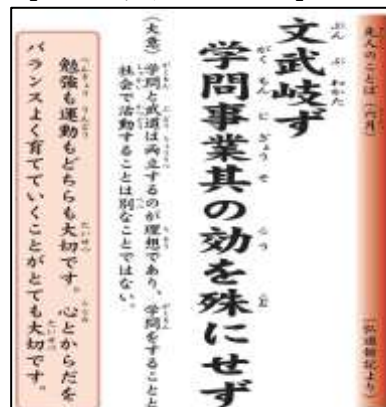 先人のことば（六月） （弘道館記より）
文武岐ず
学問事業其の効を殊にせず
（大意）学問と武道は両立するのが理想であり、学問をすることと
社会で活動することは別なことではない。
勉強も運動もどちらも大切です。心とからだを
バランスよく育てていくことがとても大切です。